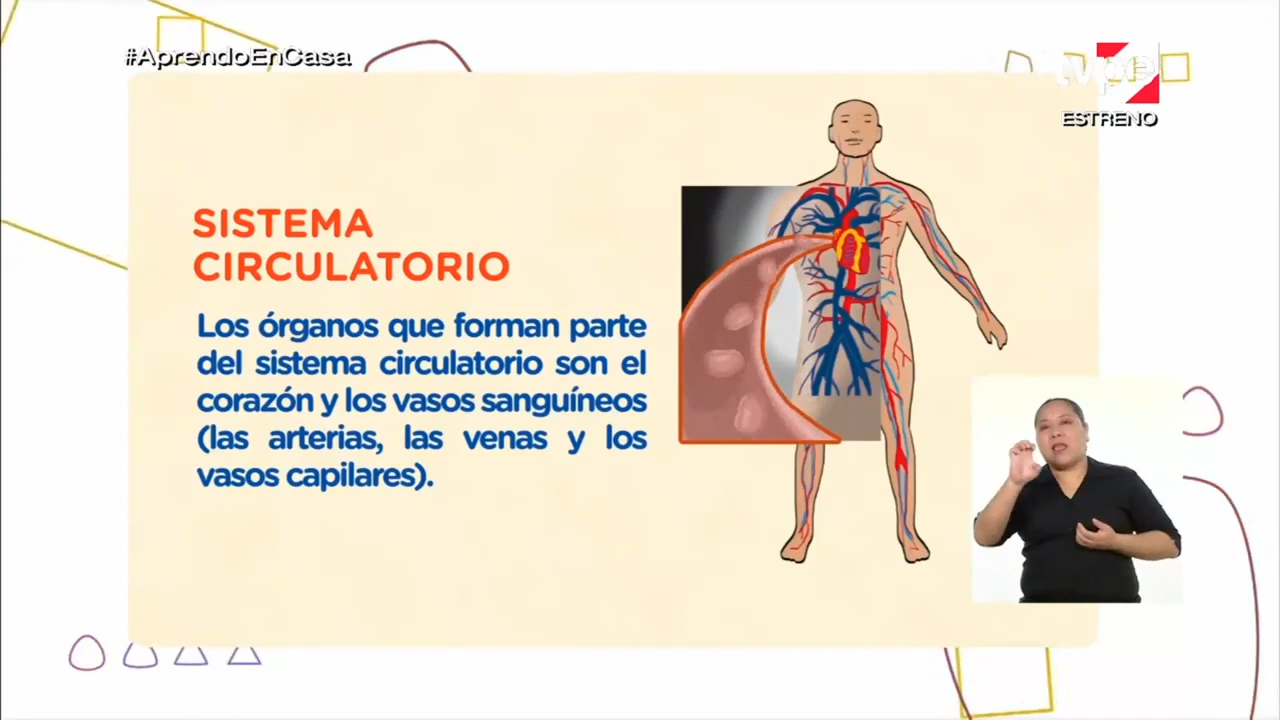 #AprendoEnCasa
tvpe
ESTRENO
SISTEMA
CIRCULATORIO
Los órganos que forman parte
del sistema circulatorio son el
corazón y los vasos sanguíneos
(las arterias, las venas y los
vasos capilares).